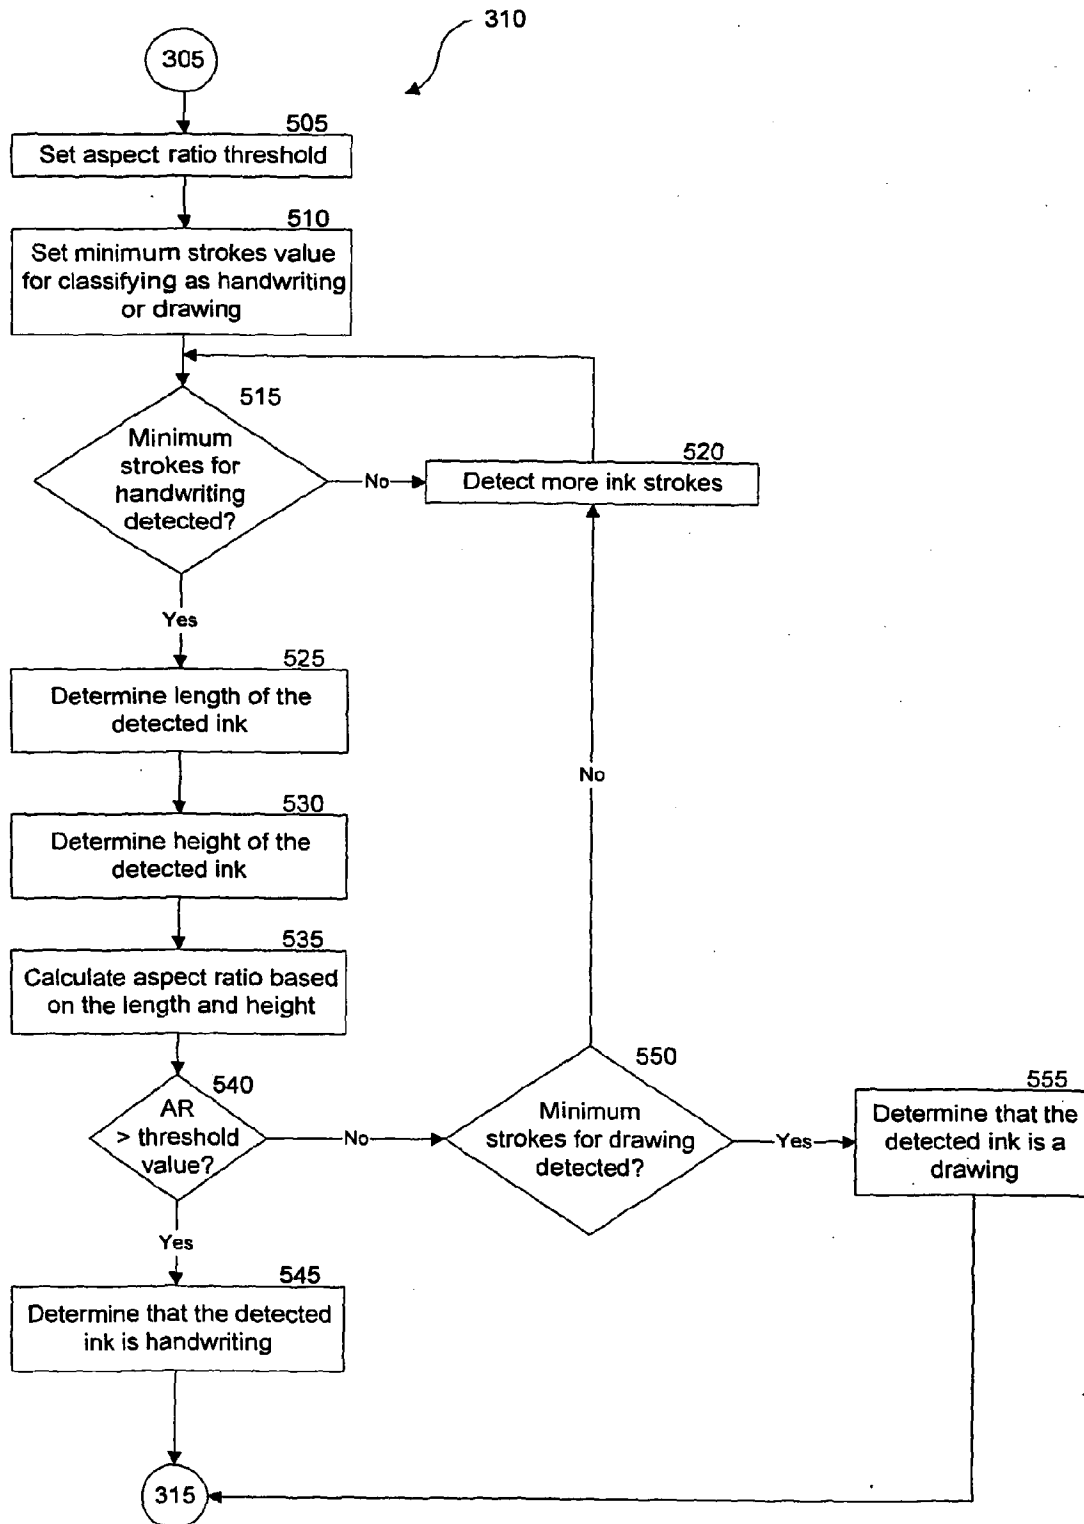 310
305
505
Set aspect ratio threshold
510
Set minimum strokes value
for classifying as handwriting
or drawing
515
Minimum
strokes for
handwriting
detected?
No
520
Detect more ink strokes
Yes
525
Determine length of the
detected ink
No
530
Determine height of the
detected ink
535
Calculate aspect ratio based
on the length and height
540
AR
> threshold
value?
No
550
Minimum
strokes for drawing
detected?
Yes
555
Determine that the
detected ink is a
drawing
Yes
545
Determine that the detected
ink is handwriting
315